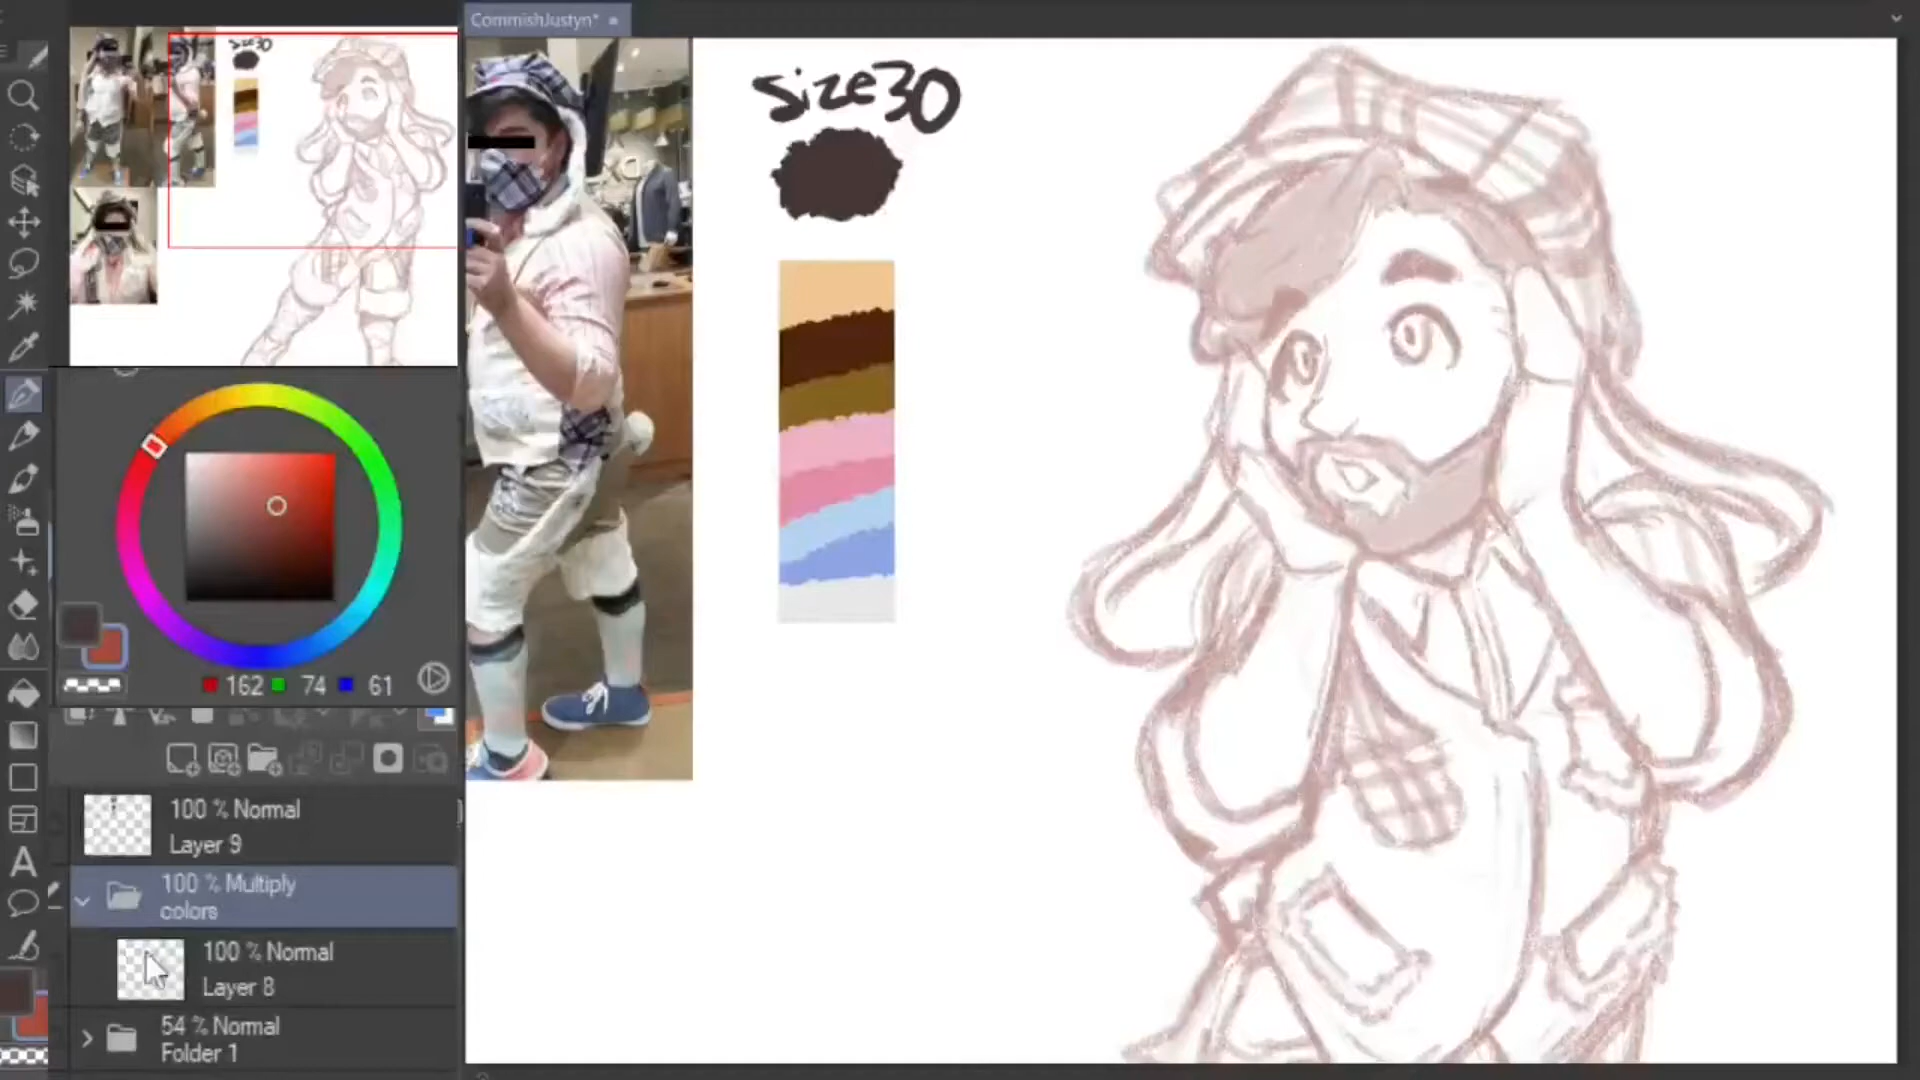 CommishJustyn*
size30
size30
162 74 61
100 % Normal
Layer 9
100 % Multiply
colors
100 % Normal
Layer 8
54 % Normal
Folder 1